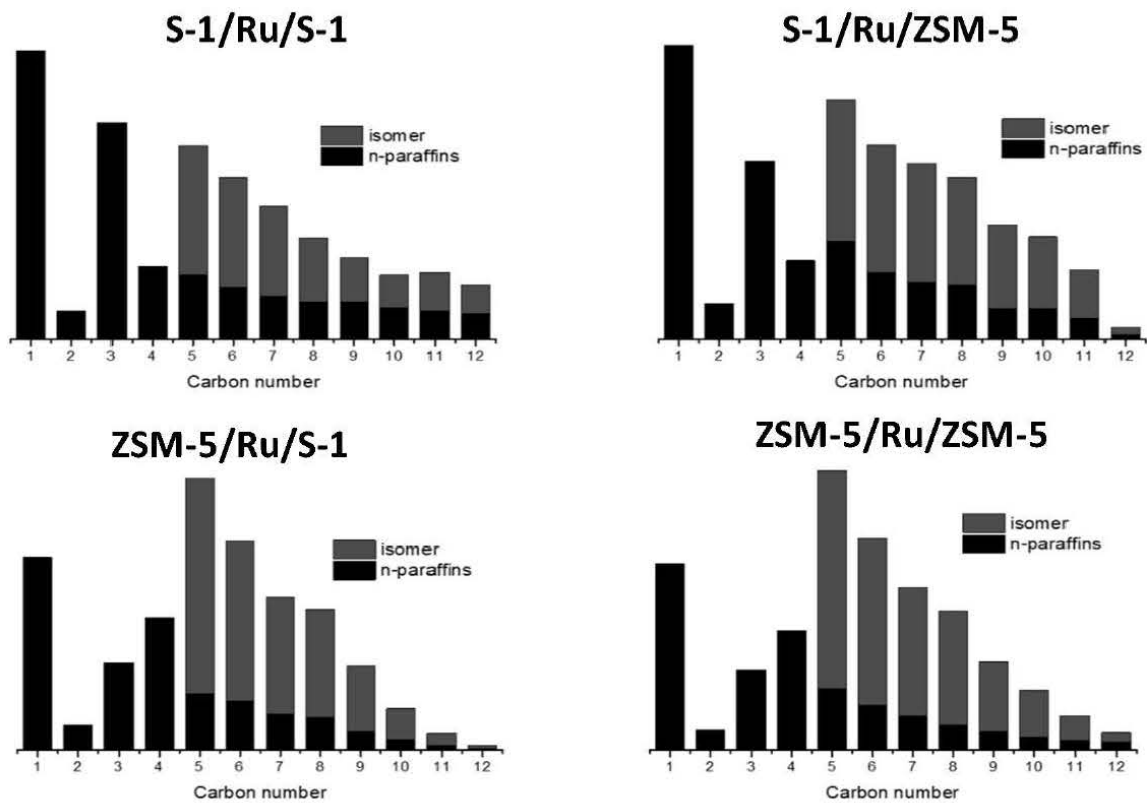 S-1/Ru/S-1
isomer
n-paraffins
1 2 3 4 5 6 7 8 9 10 11 12
Carbon number
S-1/Ru/ZSM-5
isomer
n-paraffins
1 2 3 4 5 6 7 8 9 10 11 12
Carbon number
ZSM-5/Ru/S-1
isomer
n-paraffins
1 2 3 4 5 6 7 8 9 10 11 12
Carbon number
ZSM-5/Ru/ZSM-5
isomer
n-paraffins
1 2 3 4 5 6 7 8 9 10 11 12
Carbon number